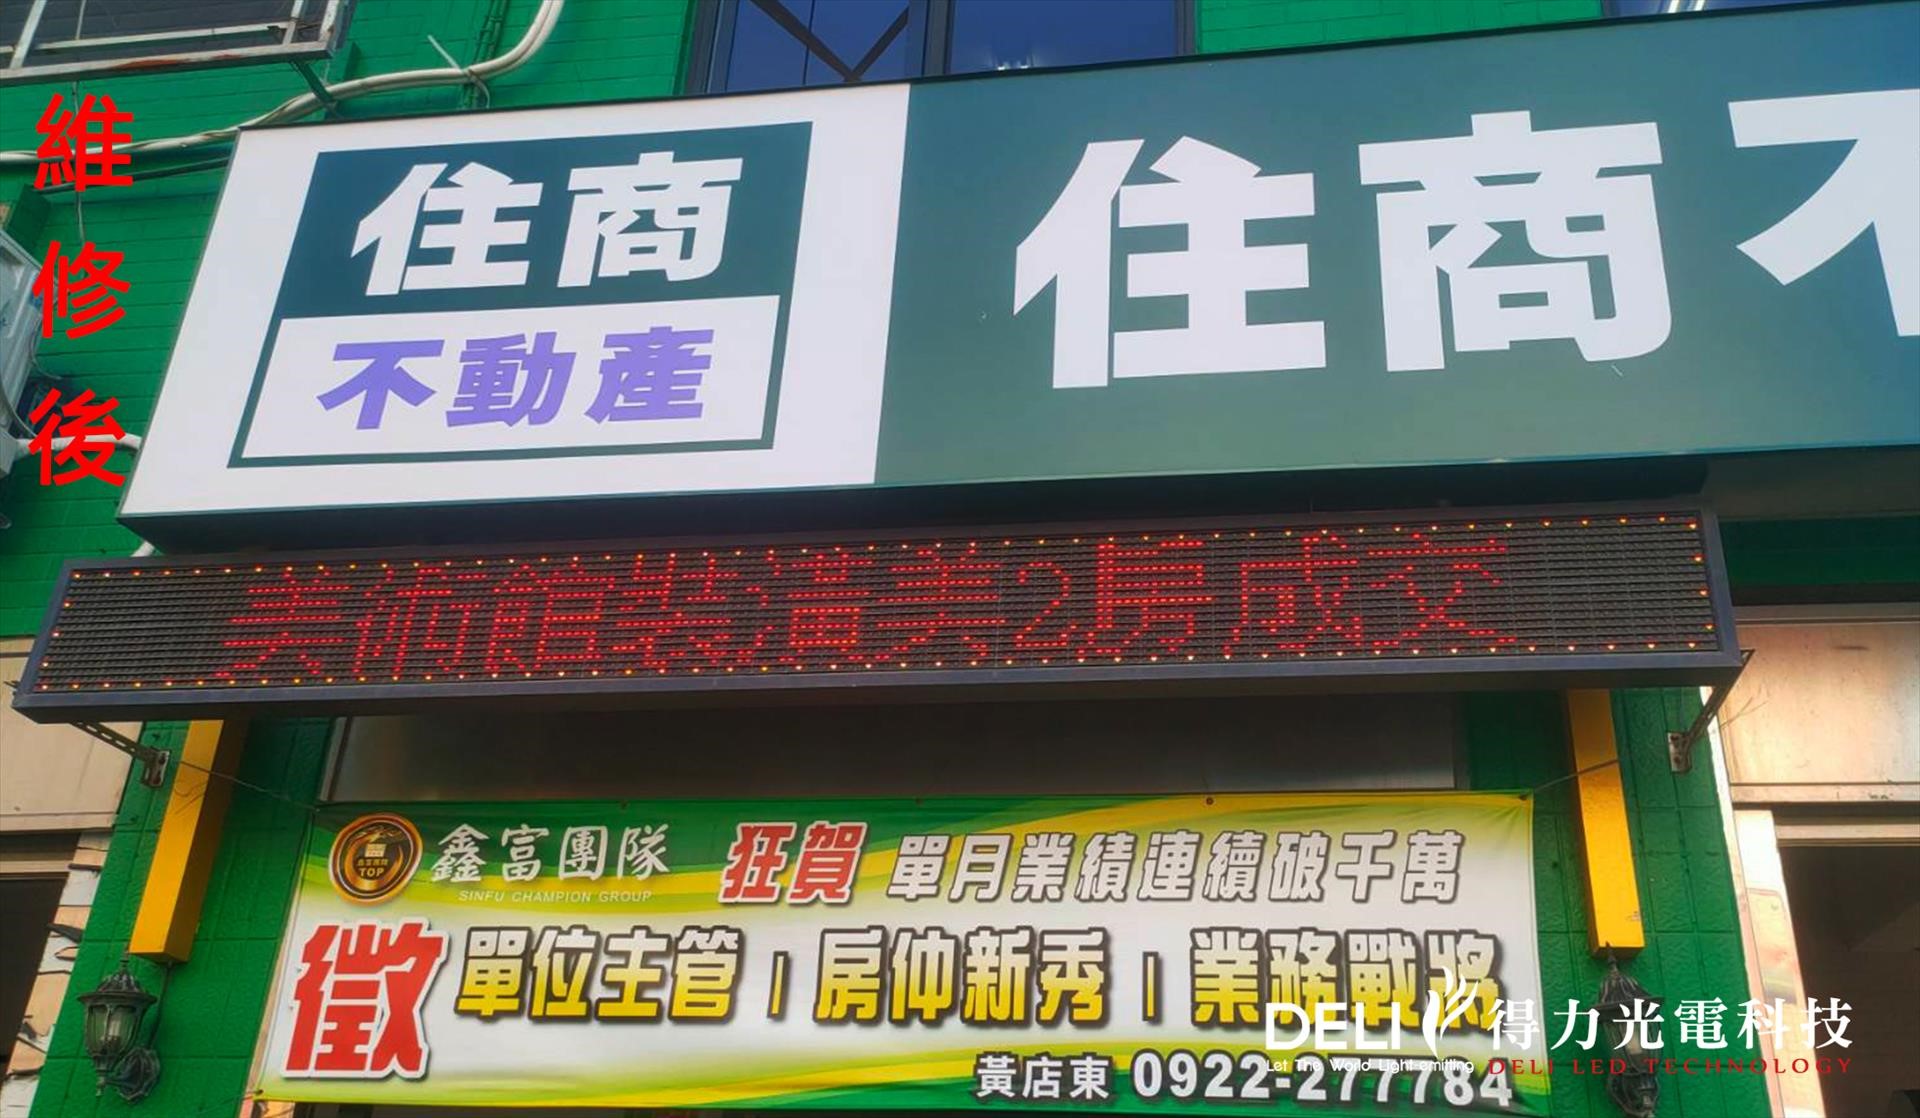 維修後
住商
不動產
住商不
美術館裝潢美2房成交
鑫富團隊
SINFU CHAMPION GROUP
TOP
狂賀 單月業績連續破千萬
徵 單位主管 | 房仲新秀 | 業務戰將
黃店東 0922-277784
DELI 得力光電科技
Let The World Light-emitting DELI LED TECHNOLOGY